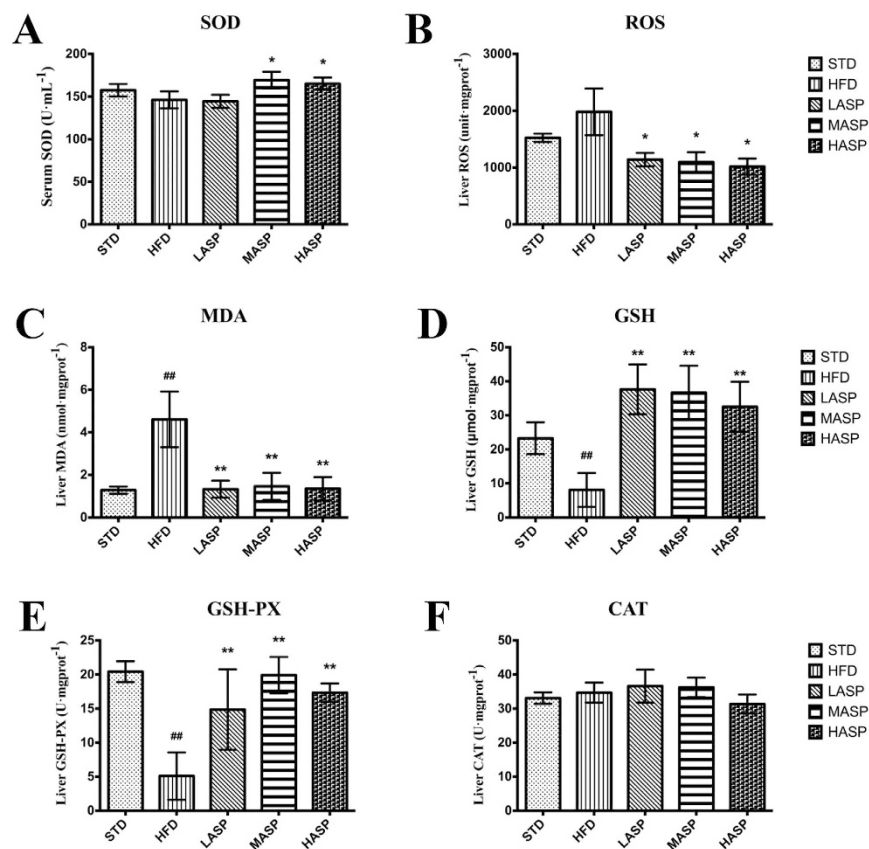 A
SOD
Serum SOD (U·mL⁻¹)
200
150
100
50
0
* *
STD HFD LASP MASP HASP
B
ROS
Liver ROS (unit·mgprot⁻¹)
3000
2000
1000
0
* * *
STD HFD LASP MASP HASP
STD
HFD
LASP
MASP
HASP
C
MDA
Liver MDA (nmol·mgprot⁻¹)
8
6
4
2
0
## ** ** **
STD HFD LASP MASP HASP
D
GSH
Liver GSH (μmol·mgprot⁻¹)
50
40
30
20
10
0
## ** ** **
STD HFD LASP MASP HASP
STD
HFD
LASP
MASP
HASP
E
GSH-PX
Liver GSH-PX (U·mgprot⁻¹)
25
20
15
10
5
0
## ** ** **
STD HFD LASP MASP HASP
F
CAT
Liver CAT (U·mgprot⁻¹)
50
40
30
20
10
0
STD HFD LASP MASP HASP
STD
HFD
LASP
MASP
HASP